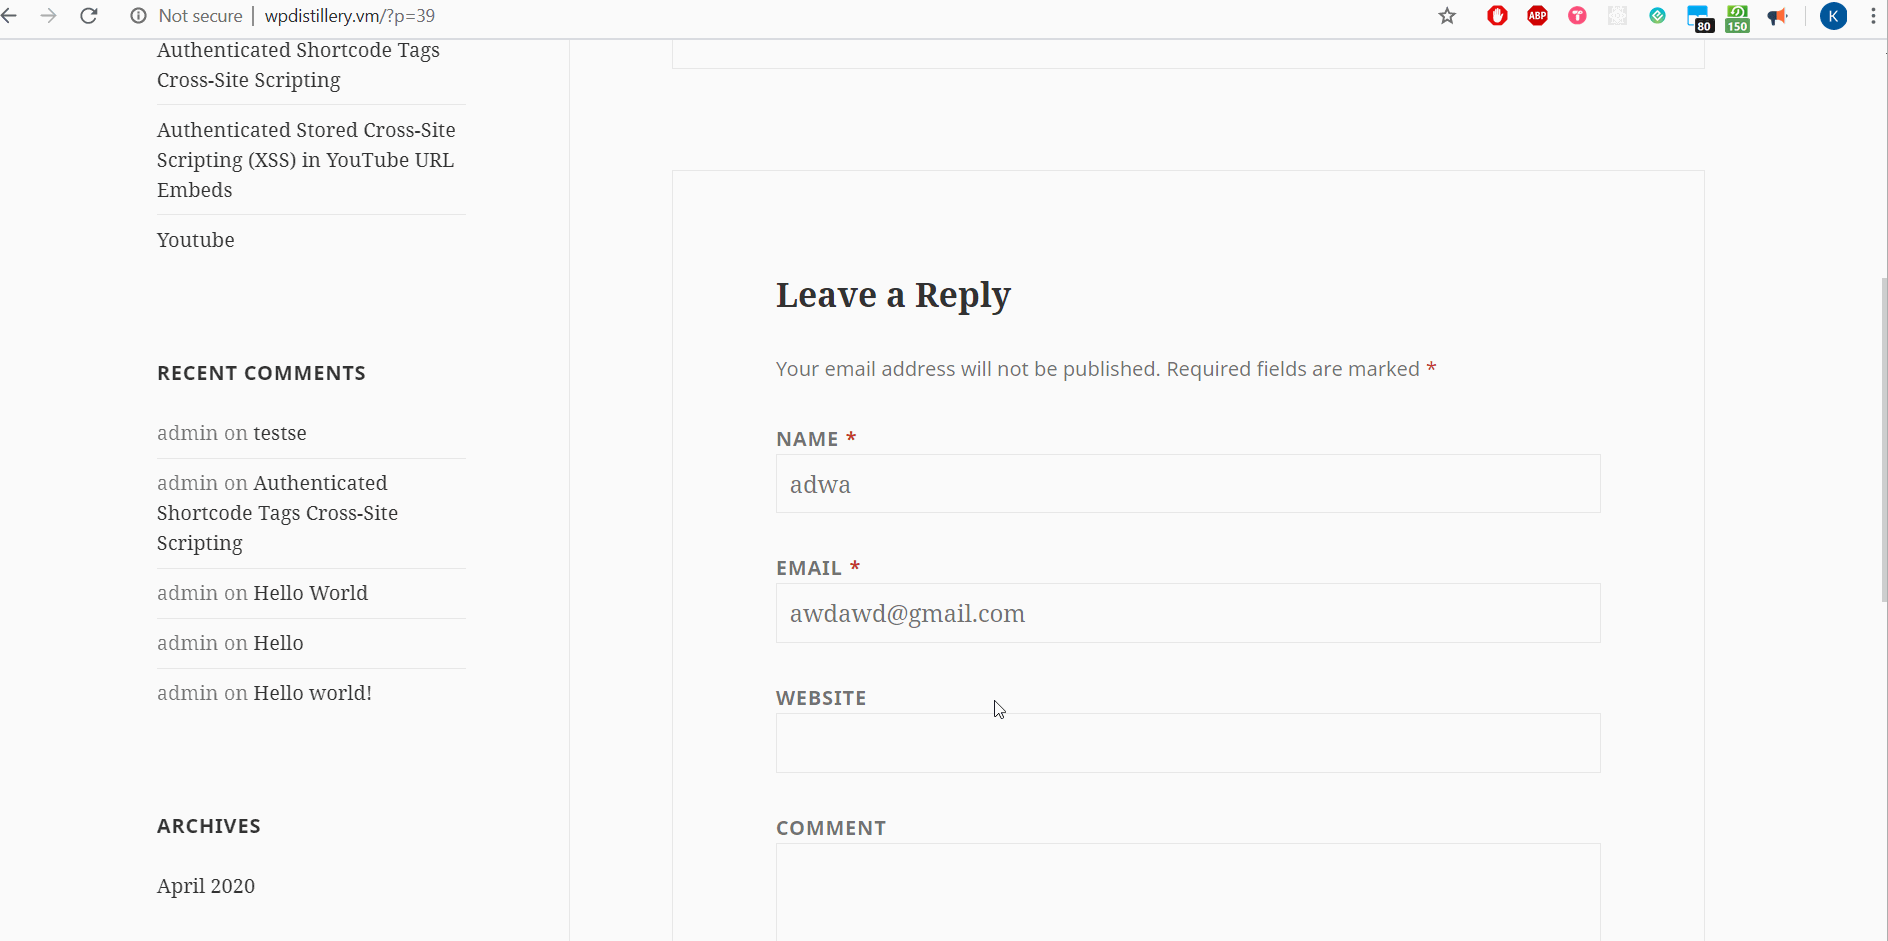 Not secure | wpdistillery.vm/?p=39
ABP
80
150
K
Authenticated Shortcode Tags
Cross-Site Scripting
Authenticated Stored Cross-Site
Scripting (XSS) in YouTube URL
Embeds
Youtube
RECENT COMMENTS
admin on testse
admin on Authenticated
Shortcode Tags Cross-Site
Scripting
admin on Hello World
admin on Hello
admin on Hello world!
ARCHIVES
April 2020
Leave a Reply
Your email address will not be published. Required fields are marked *
NAME *
adwa
EMAIL *
awdawd@gmail.com
WEBSITE
COMMENT